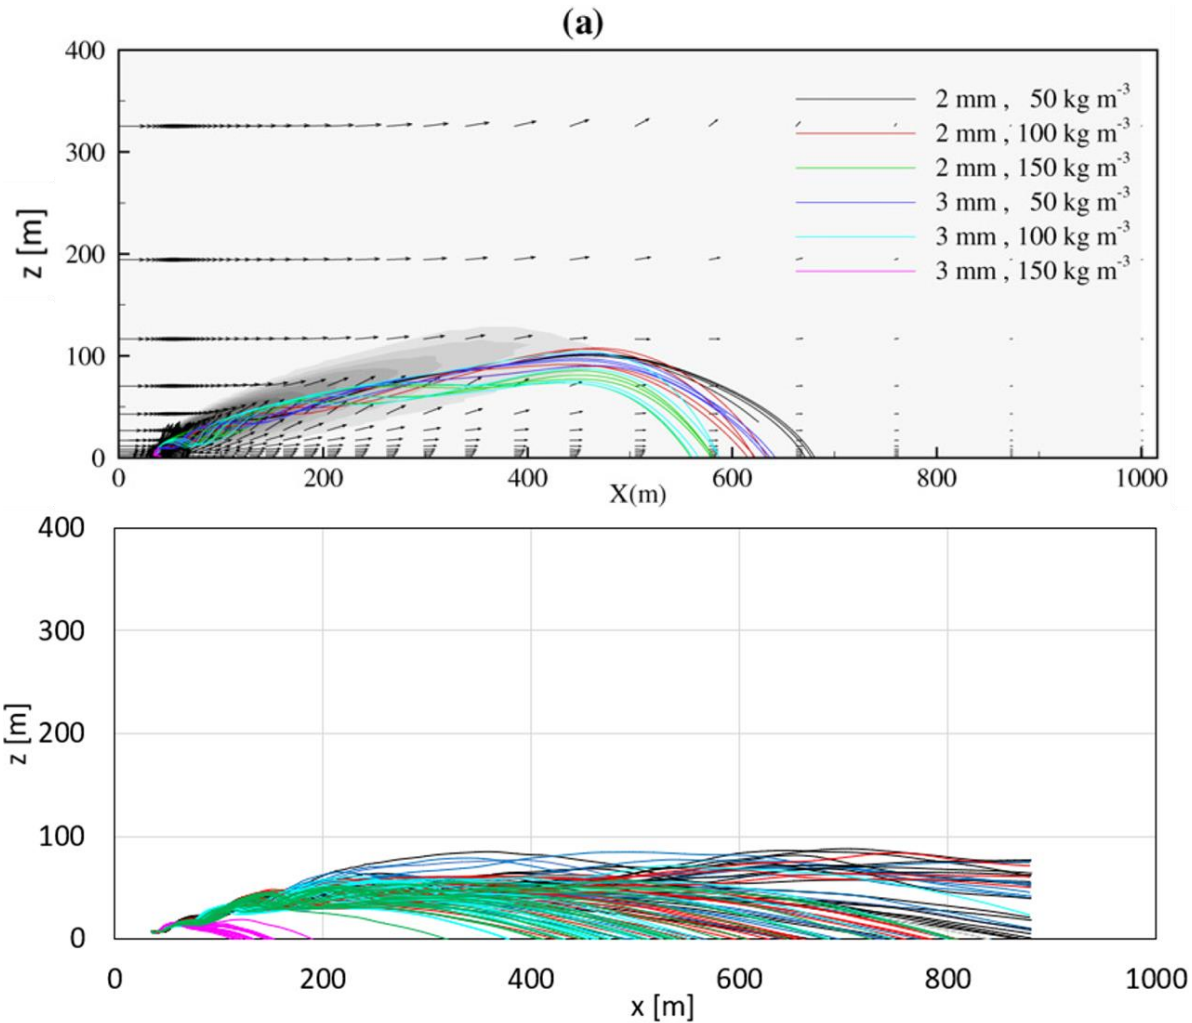 (a)
400
300
200
100
0
z [m]
2 mm , 50 kg m-3
2 mm , 100 kg m-3
2 mm , 150 kg m-3
3 mm , 50 kg m-3
3 mm , 100 kg m-3
3 mm , 150 kg m-3
0 200 400 600 800 1000
X(m)
400
300
200
100
0
z [m]
0 200 400 600 800 1000
x [m]